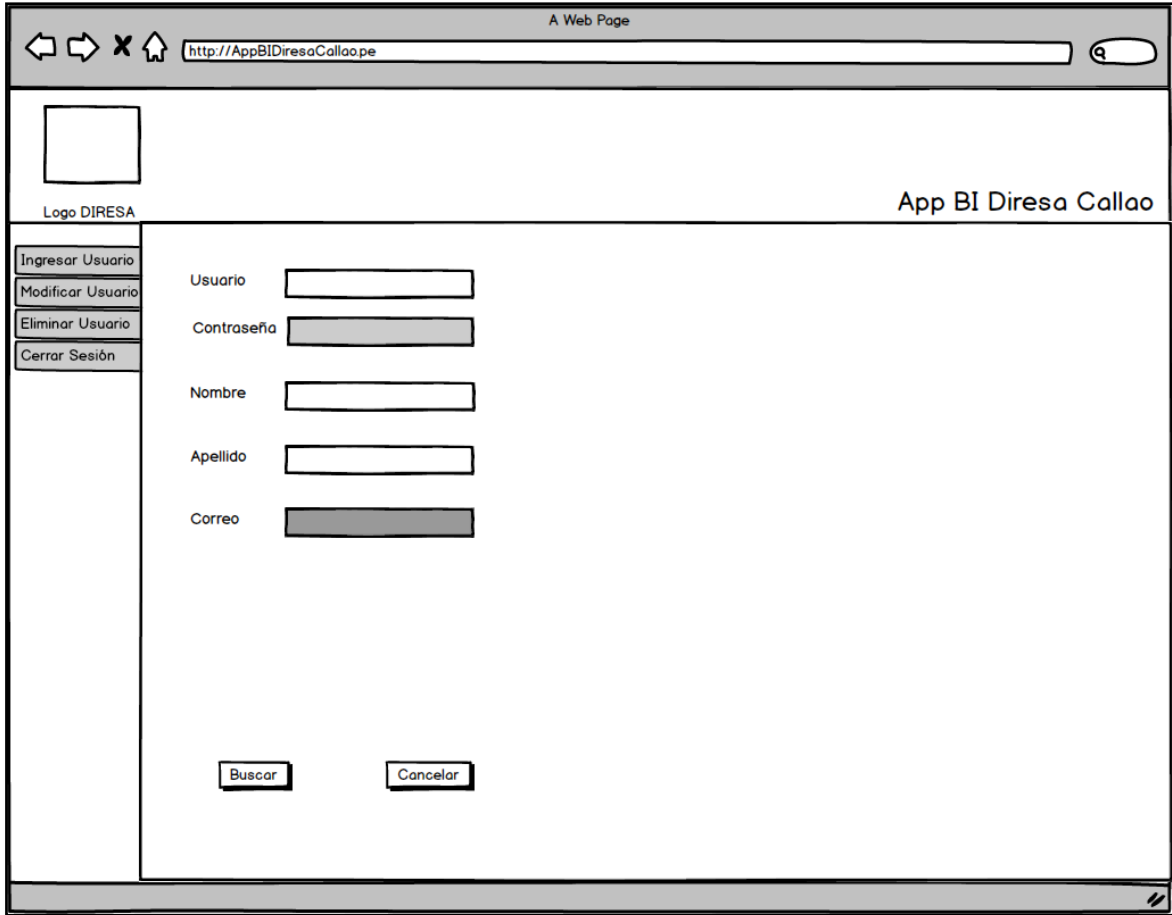 A Web Page
http://AppBIDiresaCallao.pe
Logo DIRESA
App BI Diresa Callao
Ingresar Usuario
Modificar Usuario
Eliminar Usuario
Cerrar Sesión
Usuario
Contraseña
Nombre
Apellido
Correo
Buscar
Cancelar